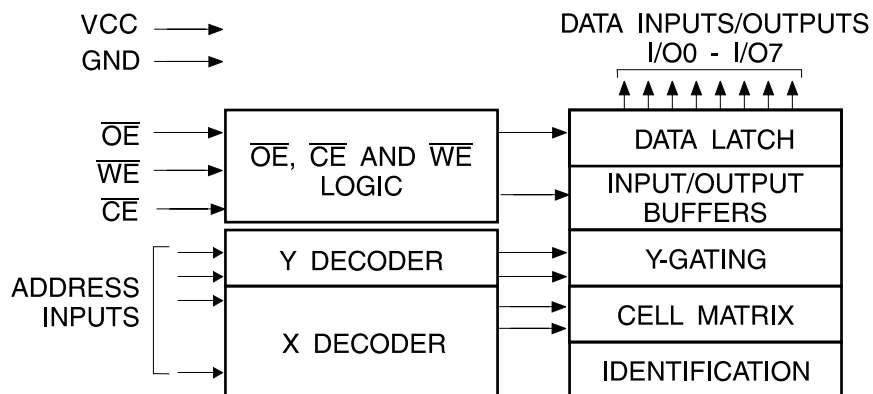 VCC
GND
DATA INPUTS/OUTPUTS
I/O0 - I/O7
OE
WE
CE
OE, CE AND WE
LOGIC
DATA LATCH
INPUT/OUTPUT
BUFFERS
ADDRESS
INPUTS
Y DECODER
Y-GATING
X DECODER
CELL MATRIX
IDENTIFICATION